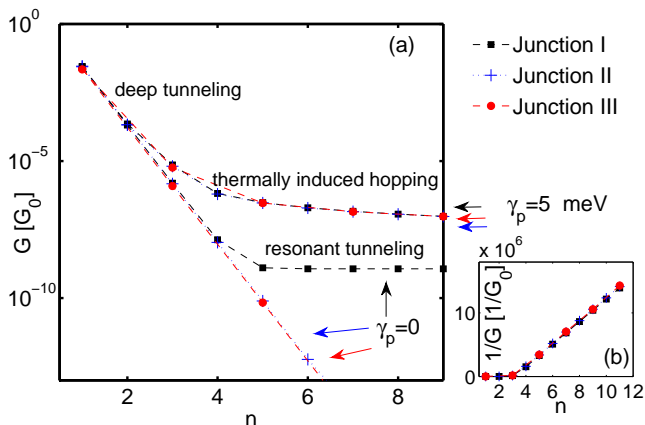 10^0
(a)
Junction I
Junction II
Junction III
deep tunneling
10^-5
thermally induced hopping
γ_p=5 meV
G [G_0]
resonant tunneling
10^-10
γ_p=0
2
4
6
8
n
x 10^6
1/G [1/G_0]
10
0
(b)
2
4
6
8
10
12
n